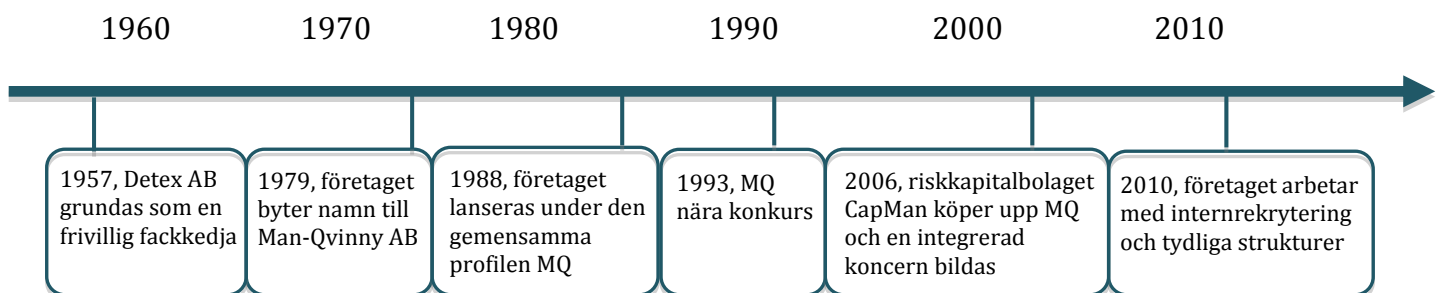 1960 1970 1980 1990 2000 2010
1957, Detex AB
grundas som en
frivillig fackkedja
1979, företaget
byter namn till
Man-Qvinny AB
1988, företaget
lanseras under den
gemensamma
profilen MQ
1993, MQ
nära konkurs
2006, riskkapitalbolaget
CapMan köper upp MQ
och en integrerad
koncern bildas
2010, företaget arbetar
med internrekrytering
och tydliga strukturer